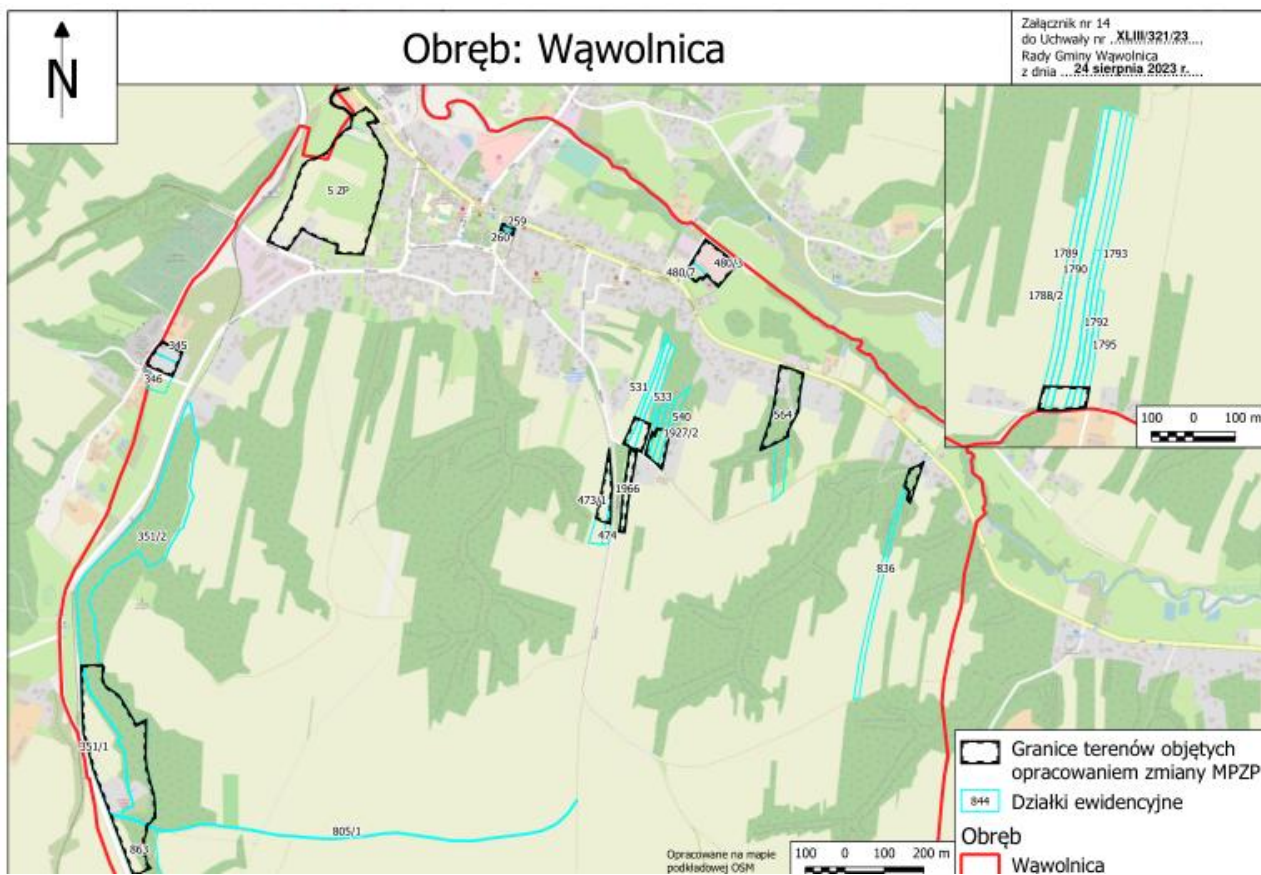 N
Obręb: Wąwolnica
Załącznik nr 14
do Uchwały nr XLIII/321/23
Rady Gminy Wąwolnica
z dnia 24 sierpnia 2023 r.
5 ZP
259
260
480/7
480/3
345
346
531
533
540
1927/2
564
473/1
1966
474
836
351/2
351/1
805/1
863
1789
1793
1790
1788/2
1792
1795
100 0 100 m
Granice terenów objętych
opracowaniem zmiany MPZP
844 Działki ewidencyjne
Obręb
Wąwolnica
Opracowane na mapie
podkładowej OSM
100 0 100 200 m